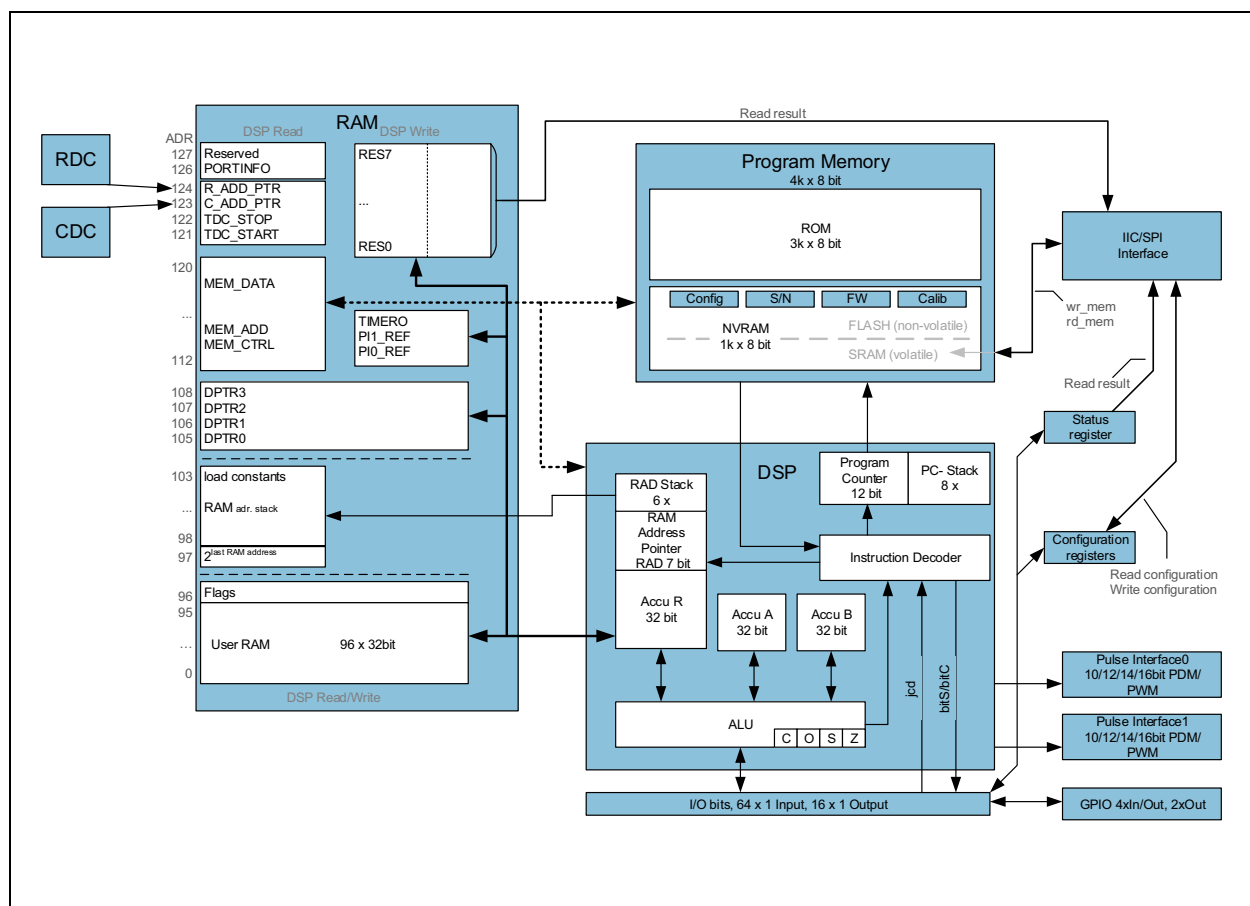 RDC
CDC
RAM
DSP Read
DSP Write
ADR
127
126
124
123
122
121
120
...
112
108
107
106
105
103
...
98
97
96
95
...
0
Reserved
PORTINFO
R_ADD_PTR
C_ADD_PTR
TDC_STOP
TDC_START
MEM_DATA
MEM_ADD
MEM_CTRL
RES7
...
RES0
TIMERO
PI1_REF
PI0_REF
DPTR3
DPTR2
DPTR1
DPTR0
load constants
RAM adr. stack
2last RAM address
Flags
User RAM 96 x 32bit
DSP Read/Write
Read result
Program Memory
4k x 8 bit
ROM
3k x 8 bit
Config
S/N
FW
Calib
NVRAM
1k x 8 bit
FLASH (non-volatile)
SRAM (volatile)
IIC/SPI
Interface
wr_mem
rd_mem
Read result
Status
register
Configuration
registers
Read configuration
Write configuration
DSP
RAD Stack
6 x
RAM
Address
Pointer
RAD 7 bit
Accu R
32 bit
Accu A
32 bit
Accu B
32 bit
Program
Counter
12 bit
PC- Stack
8 x
Instruction Decoder
ALU
C O S Z
jcd
bitS/bitC
I/O bits, 64 x 1 Input, 16 x 1 Output
Pulse Interface0
10/12/14/16bit PDM/
PWM
Pulse Interface1
10/12/14/16bit PDM/
PWM
GPIO 4xIn/Out, 2xOut